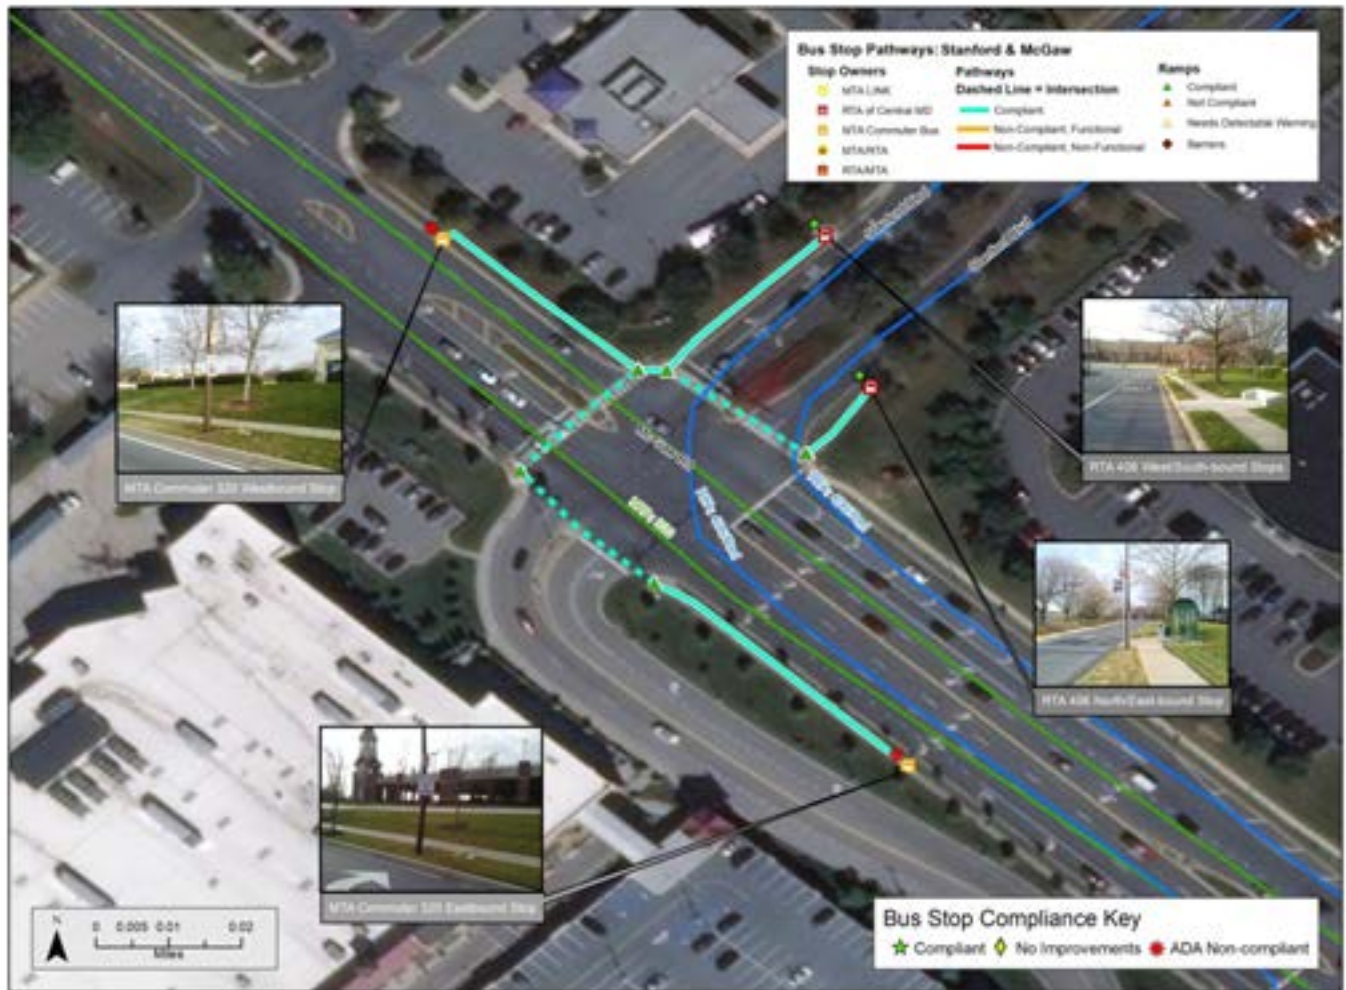 Bus Stop Pathways: Stanford & McGaw
Stop Owners
MTA LINK
RTA of Central MD
MTA Commuter Bus
MTA/RTA
RTA/MTA
Pathways
Dashed Line = Intersection
Compliant
Non-Compliant, Functional
Non-Compliant, Non-Functional
Ramps
Compliant
Not Compliant
Needs Detectable Warning
Barriers
MTA Commuter 320 Westbound Stop
RTA 406 West/South-bound Stops
RTA 406 North/East-bound Stop
MTA Commuter 320 Eastbound Stop
N
0 0.005 0.01 0.02
Miles
Bus Stop Compliance Key
Compliant No Improvements ADA Non-compliant